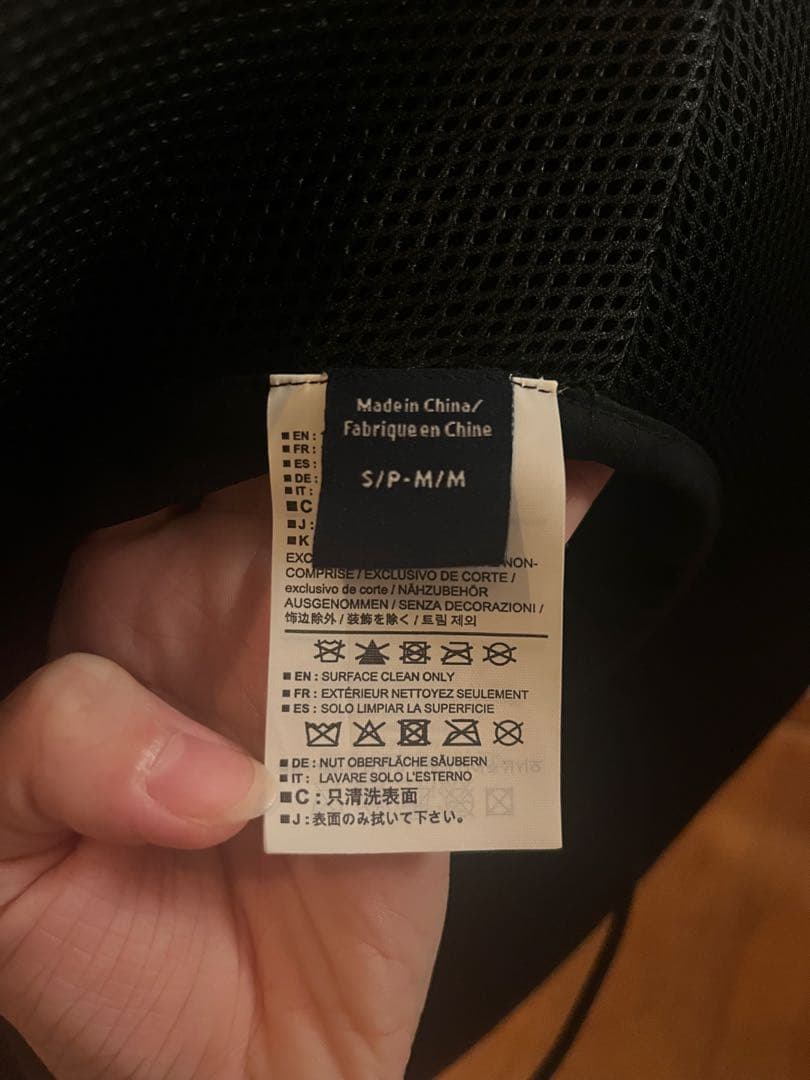 Made in China/
Fabrique en Chine
S/P-M/M
■ EN :
■ FR :
■ ES :
■ DE :
■ IT :
■ C
■ J :
■ K
EXC NON-
COMPRISE / EXCLUSIVO DE CORTE /
exclusivo de corte / NÄHZUBEHÖR
AUSGENOMMEN / SENZA DECORAZIONI /
饰边除外 / 装飾を除く / 트림 제외
■ EN : SURFACE CLEAN ONLY
■ FR : EXTÉRIEUR NETTOYEZ SEULEMENT
■ ES : SOLO LIMPIAR LA SUPERFICIE
■ DE : NUT OBERFLÄCHE SÄUBERN
■ IT : LAVARE SOLO L'ESTERNO
■ C : 只清洗表面
■ J : 表面のみ拭いて下さい。